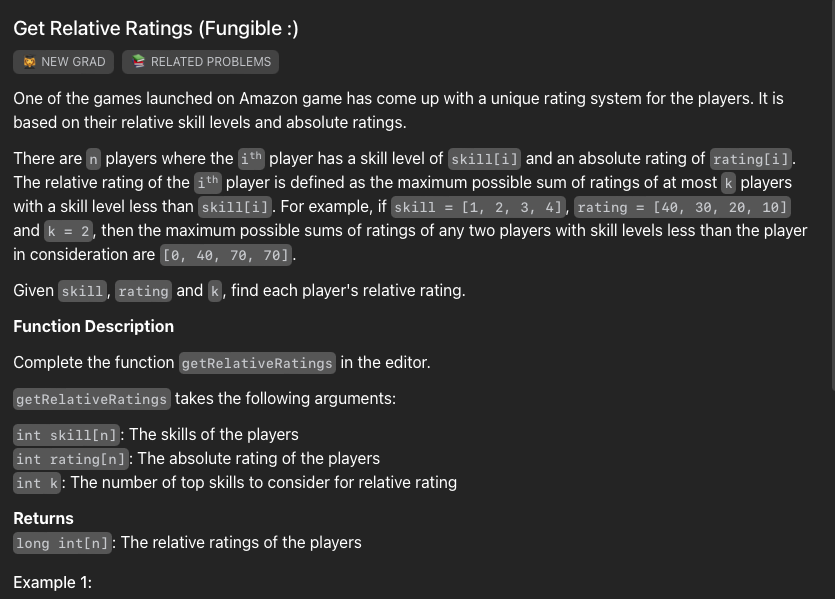 Get Relative Ratings (Fungible :)
🐯 NEW GRAD 📚 RELATED PROBLEMS
One of the games launched on Amazon game has come up with a unique rating system for the players. It is
based on their relative skill levels and absolute ratings.
There are n players where the iᵗʰ player has a skill level of skill[i] and an absolute rating of rating[i].
The relative rating of the iᵗʰ player is defined as the maximum possible sum of ratings of at most k players
with a skill level less than skill[i]. For example, if skill = [1, 2, 3, 4], rating = [40, 30, 20, 10]
and k = 2, then the maximum possible sums of ratings of any two players with skill levels less than the player
in consideration are [0, 40, 70, 70].
Given skill, rating and k, find each player's relative rating.
Function Description
Complete the function getRelativeRatings in the editor.
getRelativeRatings takes the following arguments:
int skill[n]: The skills of the players
int rating[n]: The absolute rating of the players
int k: The number of top skills to consider for relative rating
Returns
long int[n]: The relative ratings of the players
Example 1: